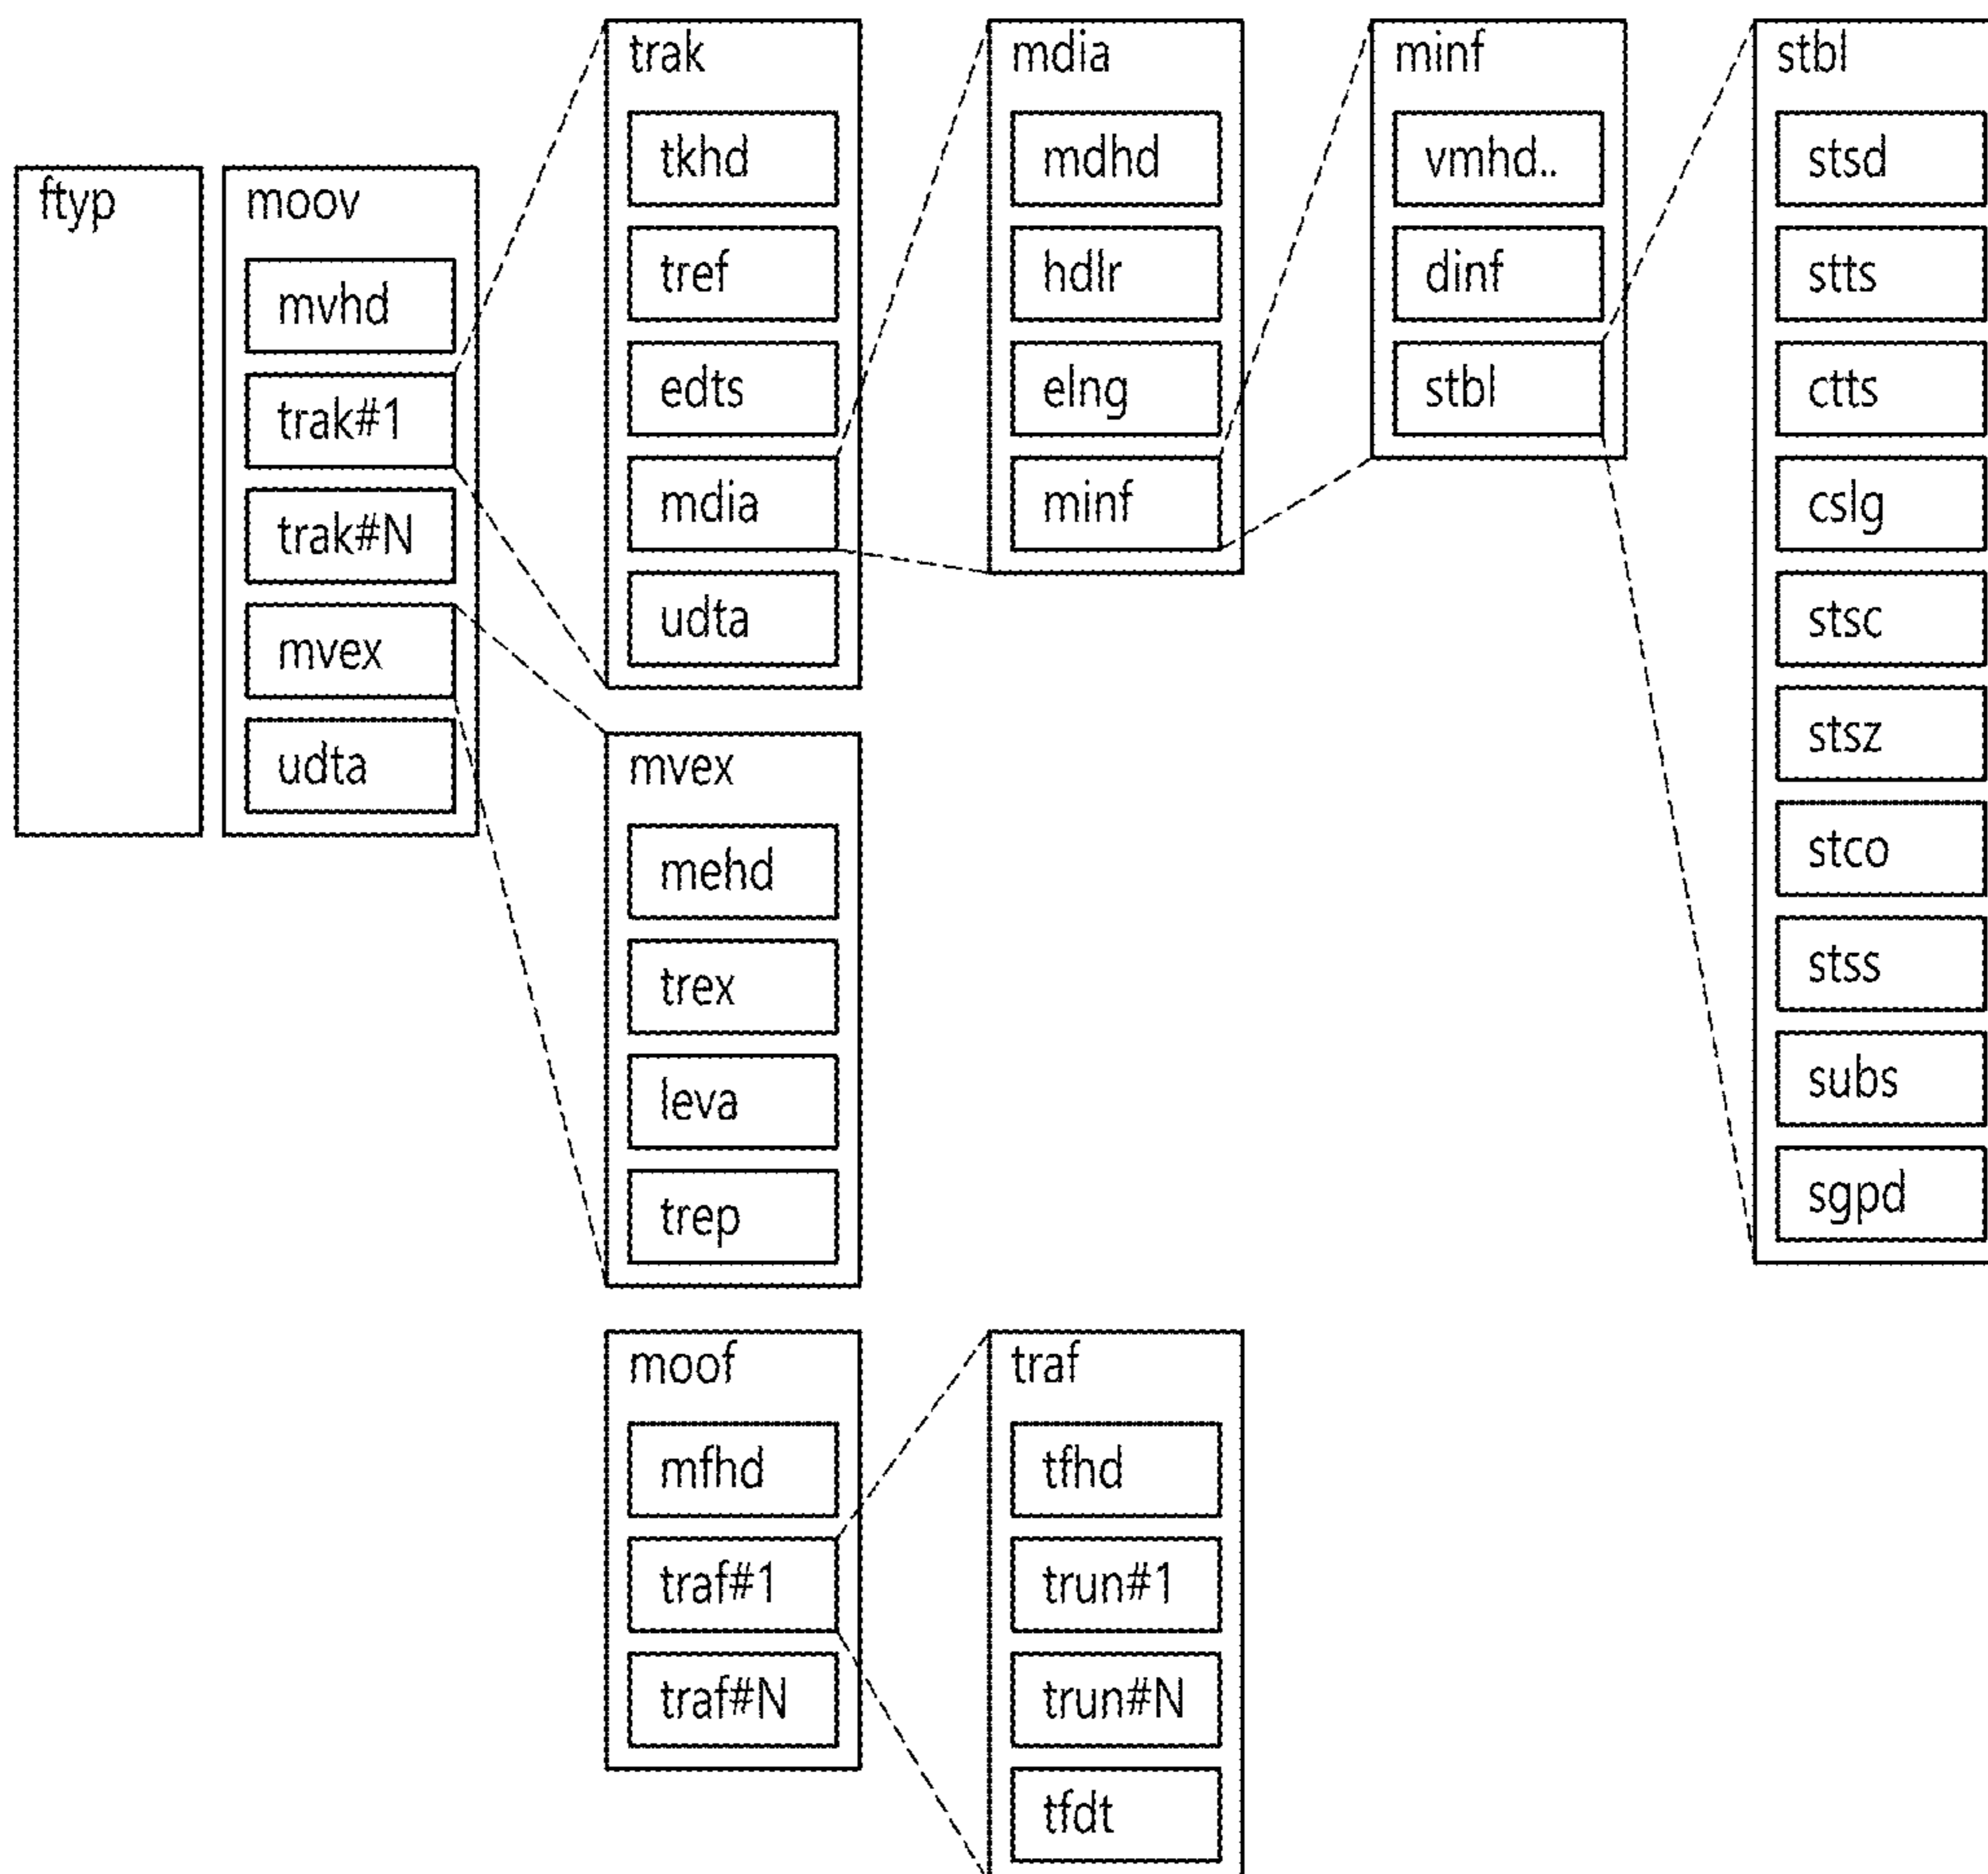 ftyp
moov
mvhd
trak#1
trak#N
mvex
udta
trak
tkhd
tref
edts
mdia
udta
mvex
mehd
trex
leva
trep
moof
mfhd
traf#1
traf#N
mdia
mdhd
hdlr
elng
minf
traf
tfhd
trun#1
trun#N
tfdt
minf
vmhd..
dinf
stbl
stbl
stsd
stts
ctts
cslg
stsc
stsz
stco
stss
subs
sgpd